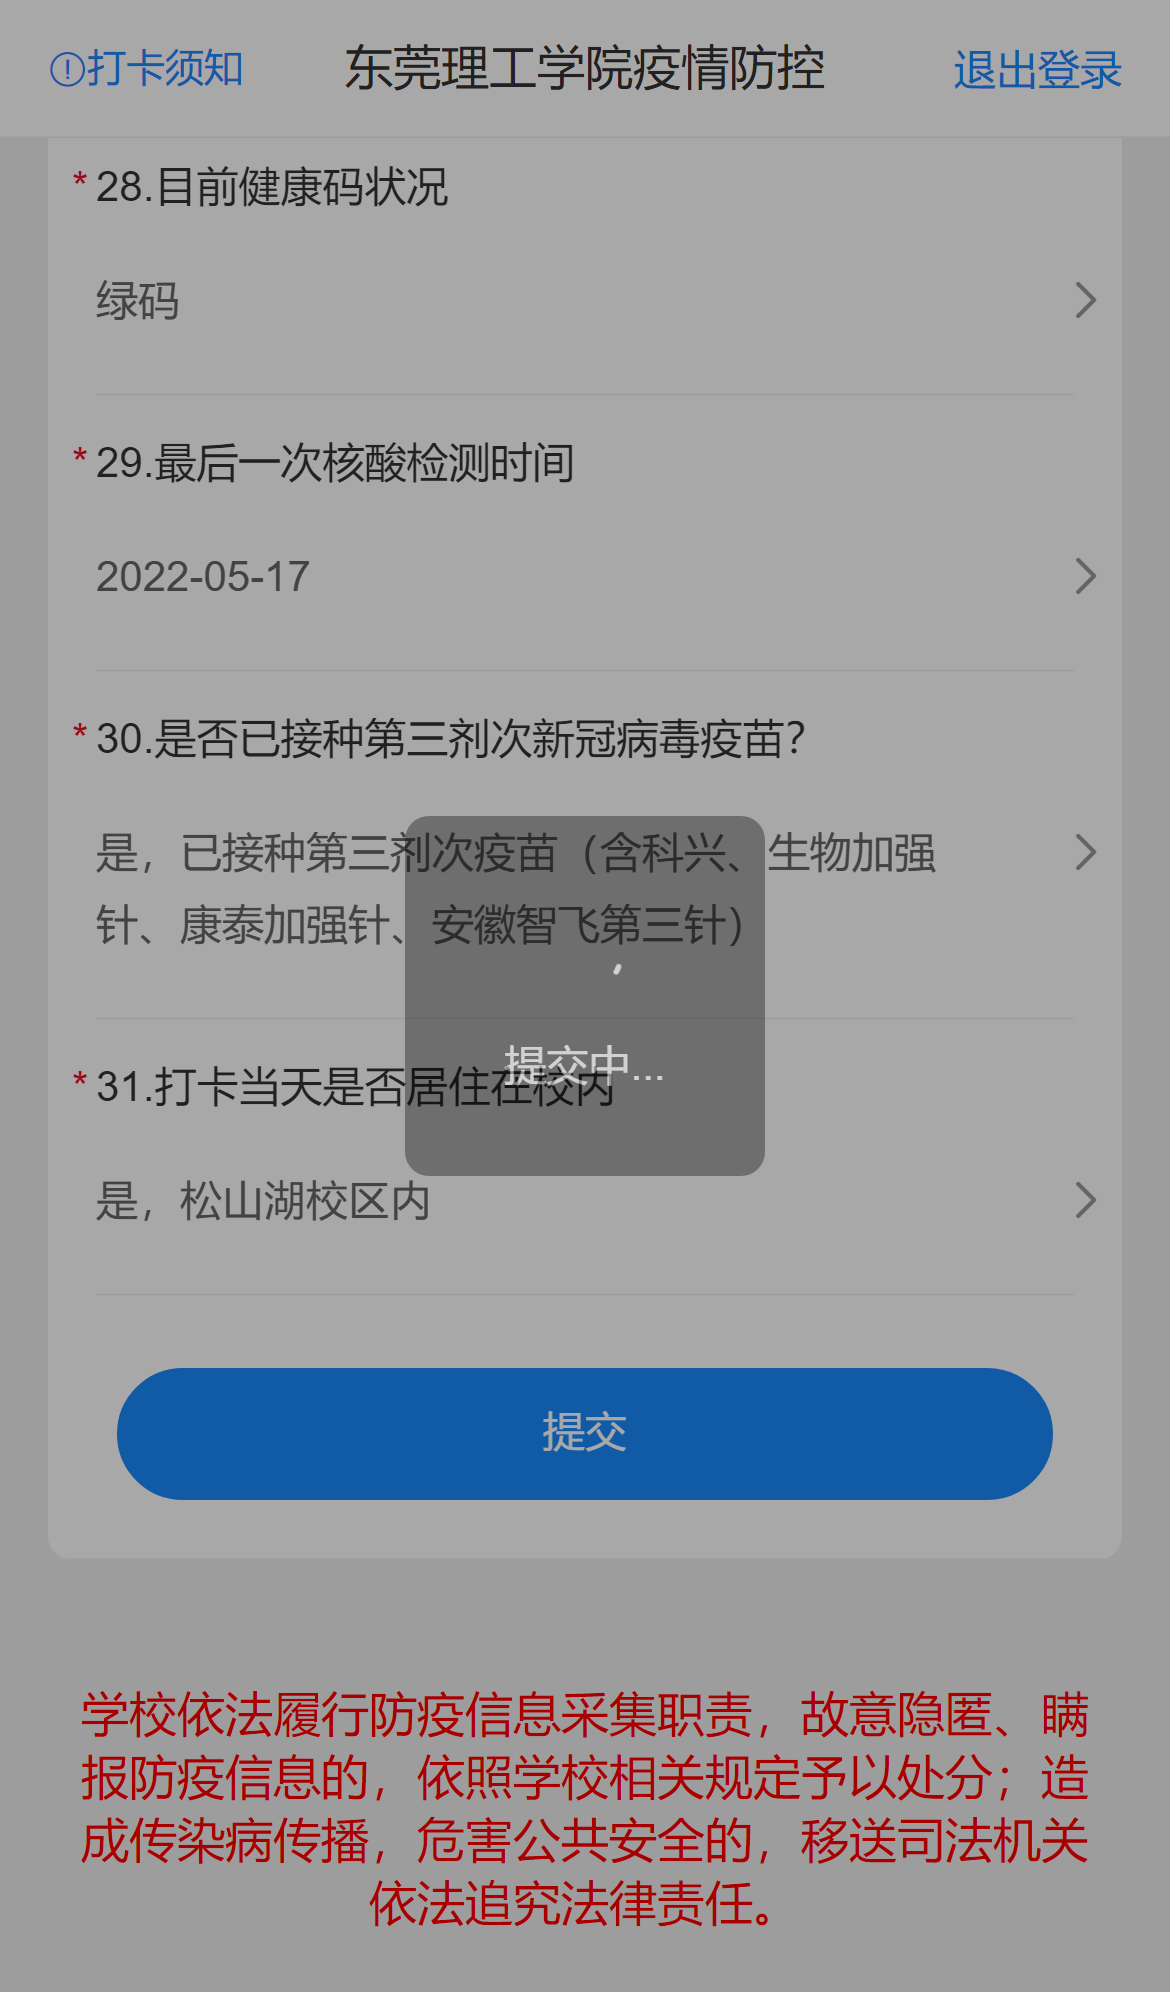 打卡须知
东莞理工学院疫情防控
退出登录
* 28.目前健康码状况
绿码
* 29.最后一次核酸检测时间
2022-05-17
* 30.是否已接种第三剂次新冠病毒疫苗？
是，已接种第三剂次疫苗（含科兴、生物加强
针、康泰加强针、安徽智飞第三针）
提交中...
* 31.打卡当天是否居住在校内
是，松山湖校区内
提交
学校依法履行防疫信息采集职责，故意隐匿、瞒
报防疫信息的，依照学校相关规定予以处分；造
成传染病传播，危害公共安全的，移送司法机关
依法追究法律责任。